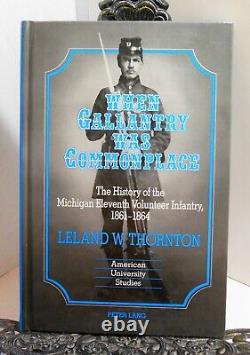 WHEN
GALLANTRY
WAS
COMMONPLACE
The History of the
Michigan Eleventh Volunteer Infantry,
1861–1864
LELAND W. THORNTON
American
University
Studies
PETER LANG